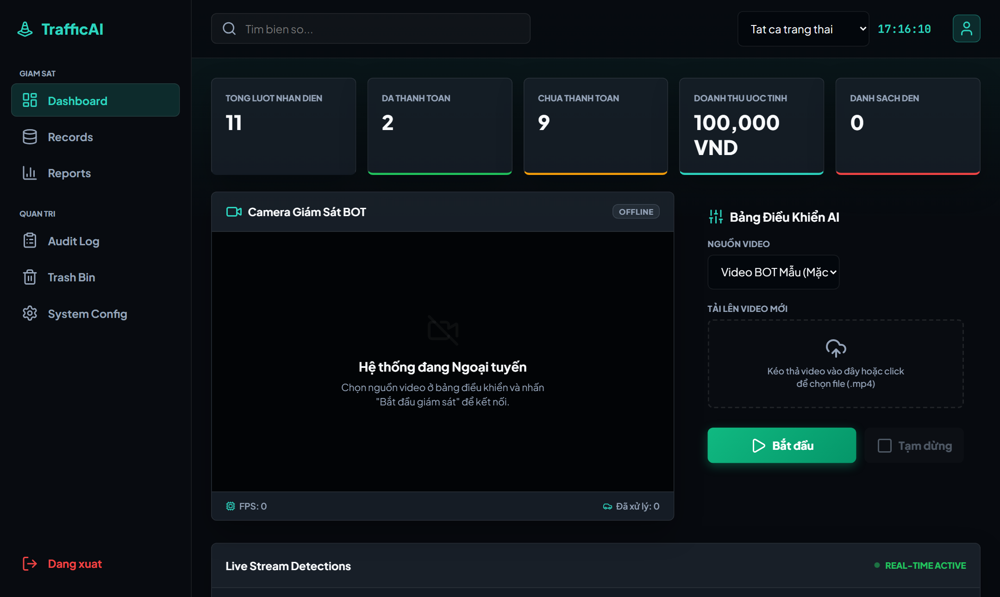 TrafficAI
GIAM SAT
Dashboard
Records
Reports
QUAN TRI
Audit Log
Trash Bin
System Config
Dang xuat
Tim bien so...
Tat ca trang thai
17:16:10
TONG LUOT NHAN DIEN
11
DA THANH TOAN
2
CHUA THANH TOAN
9
DOANH THU UOC TINH
100,000
VND
DANH SACH DEN
0
Camera Giám Sát BOT
OFFLINE
Hệ thống đang Ngoại tuyến
Chọn nguồn video ở bảng điều khiển và nhấn
"Bắt đầu giám sát" để kết nối.
FPS: 0
Đã xử lý: 0
Bảng Điều Khiển AI
NGUỒN VIDEO
Video BOT Mẫu (Mặc
TẢI LÊN VIDEO MỚI
Kéo thả video vào đây hoặc click
để chọn file (.mp4)
Bắt đầu
Tạm dừng
Live Stream Detections
REAL-TIME ACTIVE